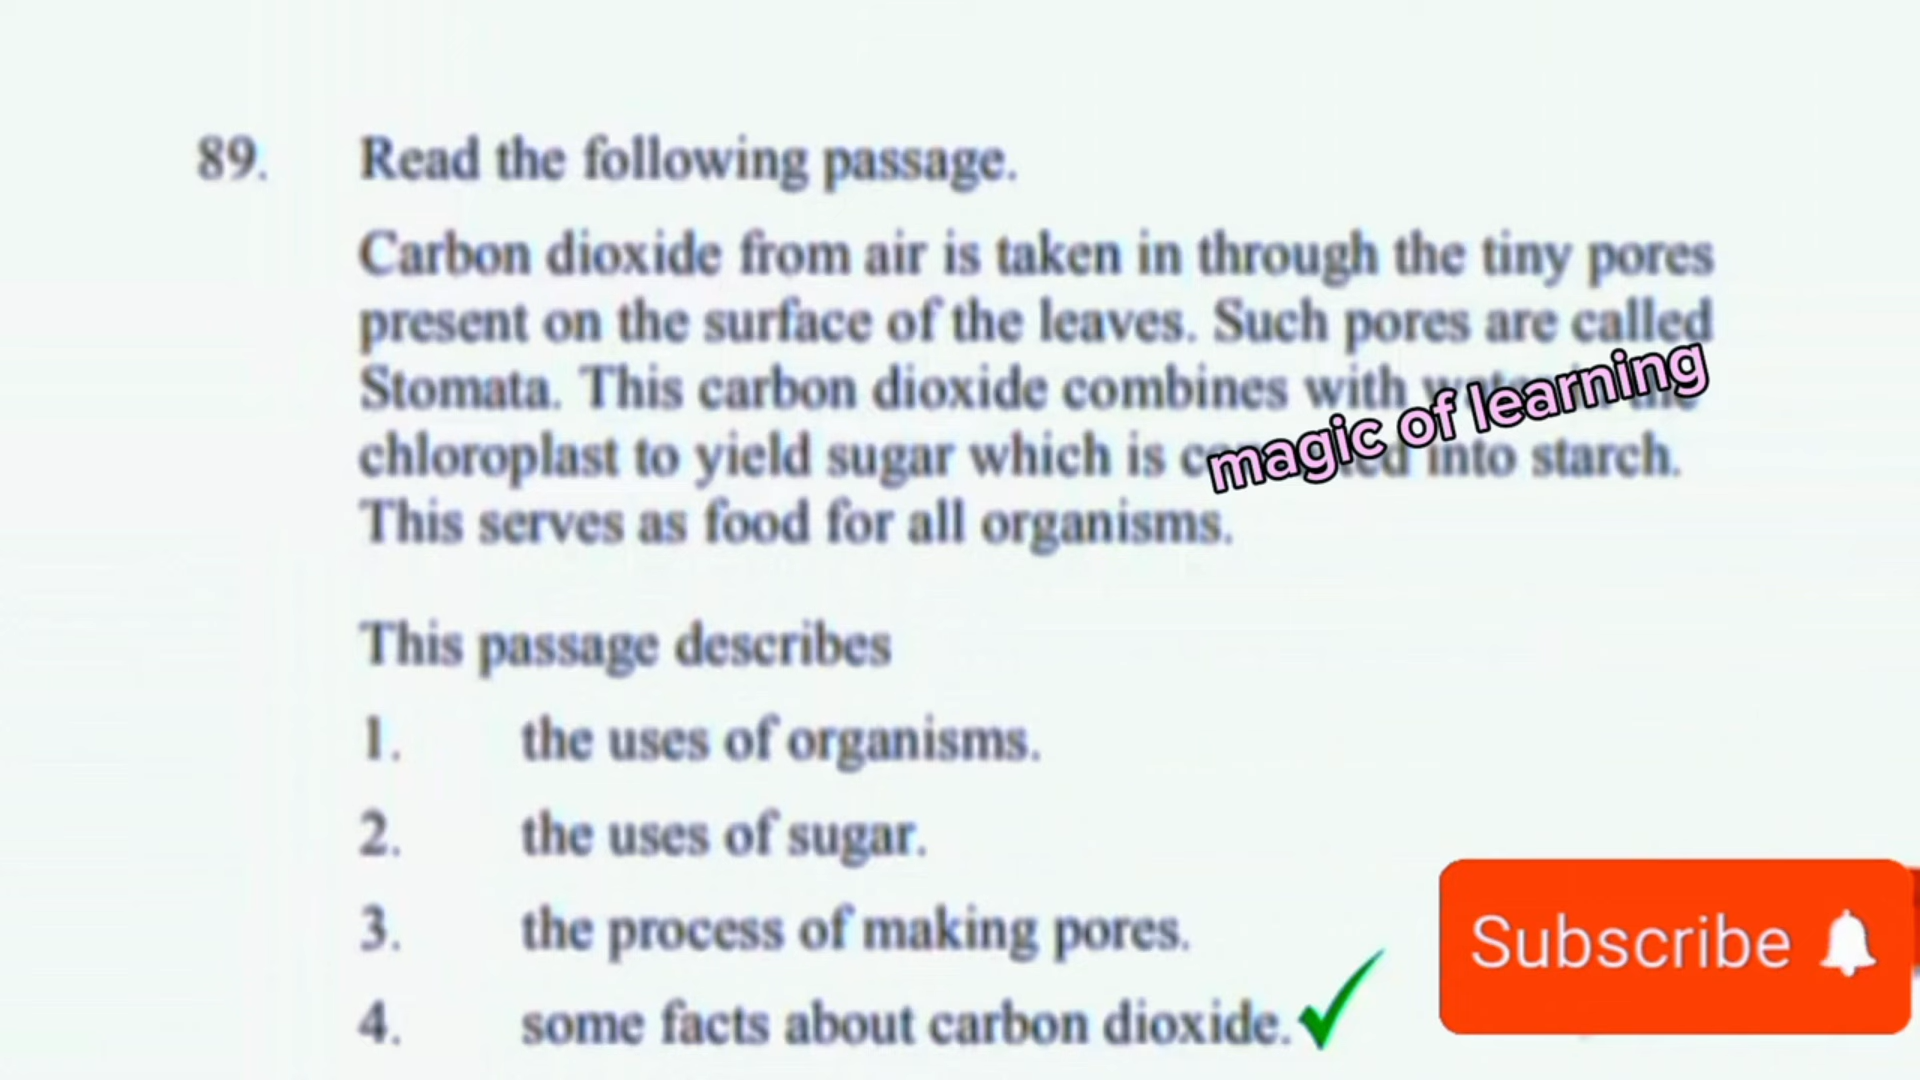 89. Read the following passage.
Carbon dioxide from air is taken in through the tiny pores
present on the surface of the leaves. Such pores are called
Stomata. This carbon dioxide combines with the
chloroplast to yield sugar which is into starch.
This serves as food for all organisms.
magic of learning
This passage describes
1. the uses of organisms.
2. the uses of sugar.
3. the process of making pores.
4. some facts about carbon dioxide.
Subscribe